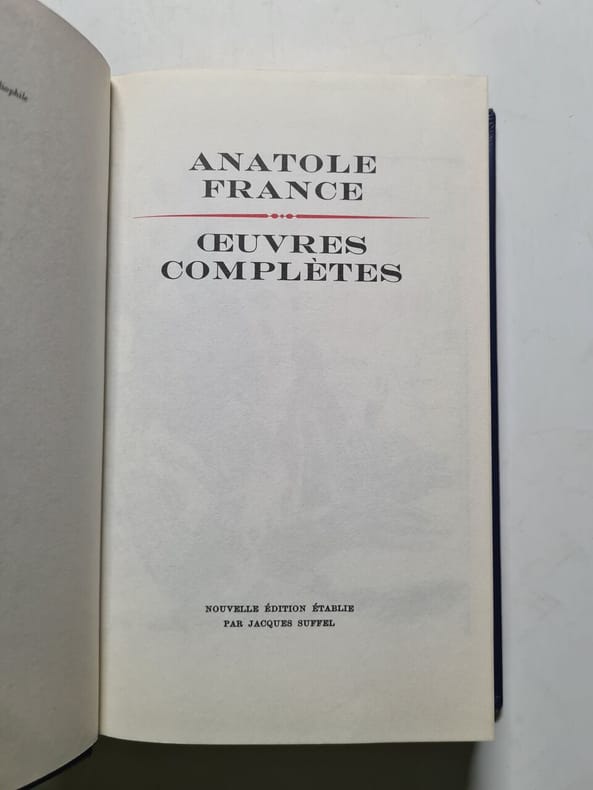 ANATOLE
FRANCE
ŒUVRES
COMPLÈTES
NOUVELLE ÉDITION ÉTABLIE
PAR JACQUES SUFFEL